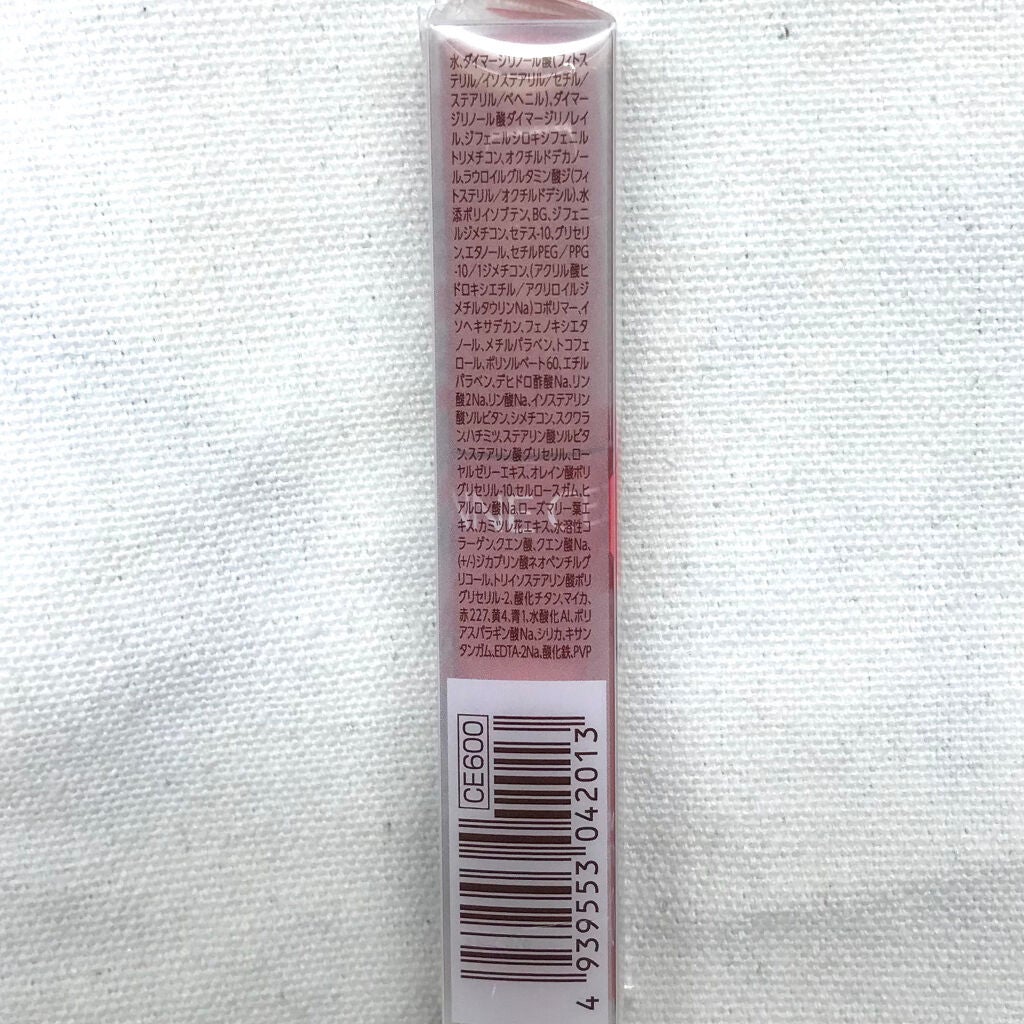 水、ダイマージリノール酸(フィトス
テリル/イソステアリル/セチル/
ステアリル/ベヘニル)、ダイマー
ジリノール酸ダイマージリノレイ
ル、ジフェニルシロキシフェニル
トリメチコン、オクチルドデカノー
ル、ラウロイルグルタミン酸ジ(フィ
トステリル/オクチルドデシル)、水
添ポリイソブテン、BG、ジフェニ
ルジメチコン、セテス-10、グリセリ
ン、エタノール、セチルPEG/PPG
-10/1ジメチコン、(アクリル酸ヒ
ドロキシエチル/アクリロイルジ
メチルタウリンNa)コポリマー、イ
ソヘキサデカン、フェノキシエタ
ノール、メチルパラベン、トコフェ
ロール、ポリソルベート60、エチル
パラベン、デヒドロ酢酸Na、リン
酸2Na、リン酸Na、イソステアリン
酸ソルビタン、シメチコン、スクワラ
ン、ハチミツ、ステアリン酸ソルビタ
ン、ステアリン酸グリセリル、ロー
ヤルゼリーエキス、オレイン酸ポリ
グリセリル-10、セルロースガム、ヒ
アルロン酸Na、ローズマリー葉エ
キス、カミツレ花エキス、水溶性コ
ラーゲン、クエン酸、クエン酸Na、
(+/-)ジカプリン酸ネオペンチルグ
リコール、トリイソステアリン酸ポリ
グリセリル-2、酸化チタン、マイカ、
赤227、黄4、青1、水酸化Al、ポリ
アスパラギン酸Na、シリカ、キサン
タンガム、EDTA-2Na、酸化鉄、PVP
CE600
4 939553 042013